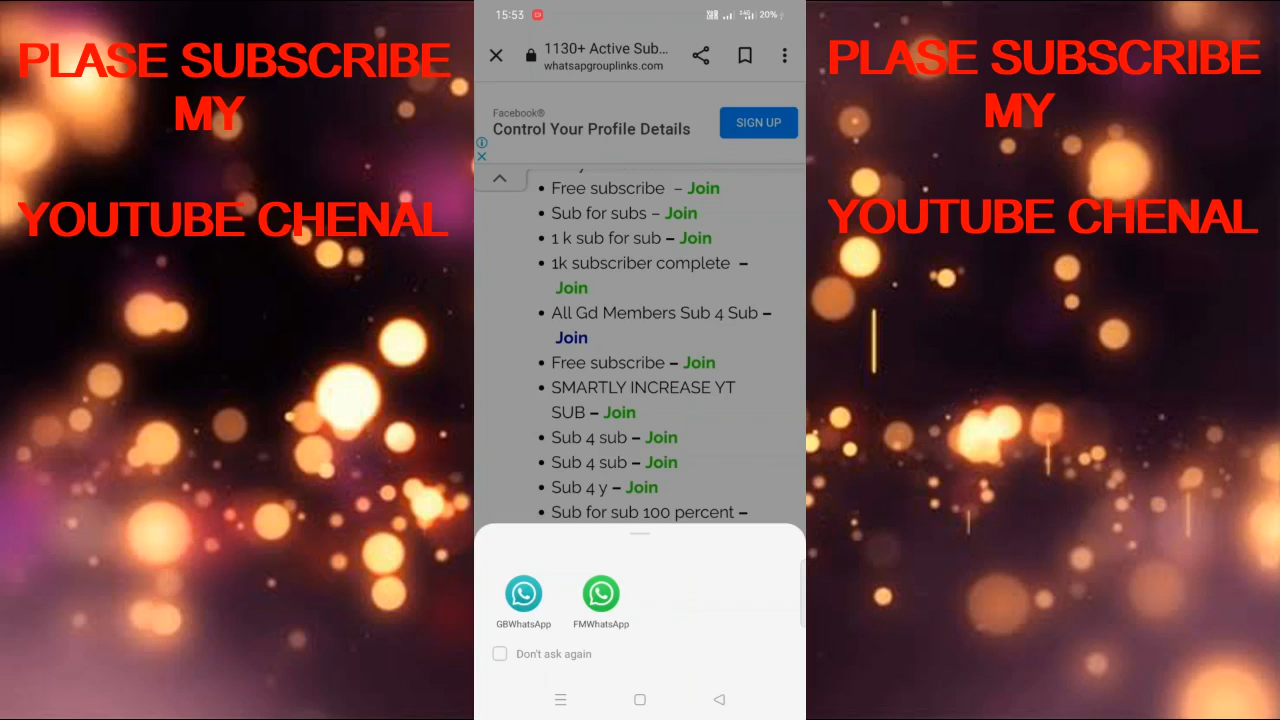 PLASE SUBSCRIBE
MY
YOUTUBE CHENAL
15:53
20%
1130+ Active Sub...
whatsapgrouplinks.com
Facebook®
Control Your Profile Details
SIGN UP
• Free subscribe – Join
• Sub for subs – Join
• 1 k sub for sub – Join
• 1k subscriber complete –
Join
• All Gd Members Sub 4 Sub –
Join
• Free subscribe – Join
• SMARTLY INCREASE YT
SUB – Join
• Sub 4 sub – Join
• Sub 4 sub – Join
• Sub 4 y – Join
• Sub for sub 100 percent –
GBWhatsApp
FMWhatsApp
Don't ask again
PLASE SUBSCRIBE
MY
YOUTUBE CHENAL